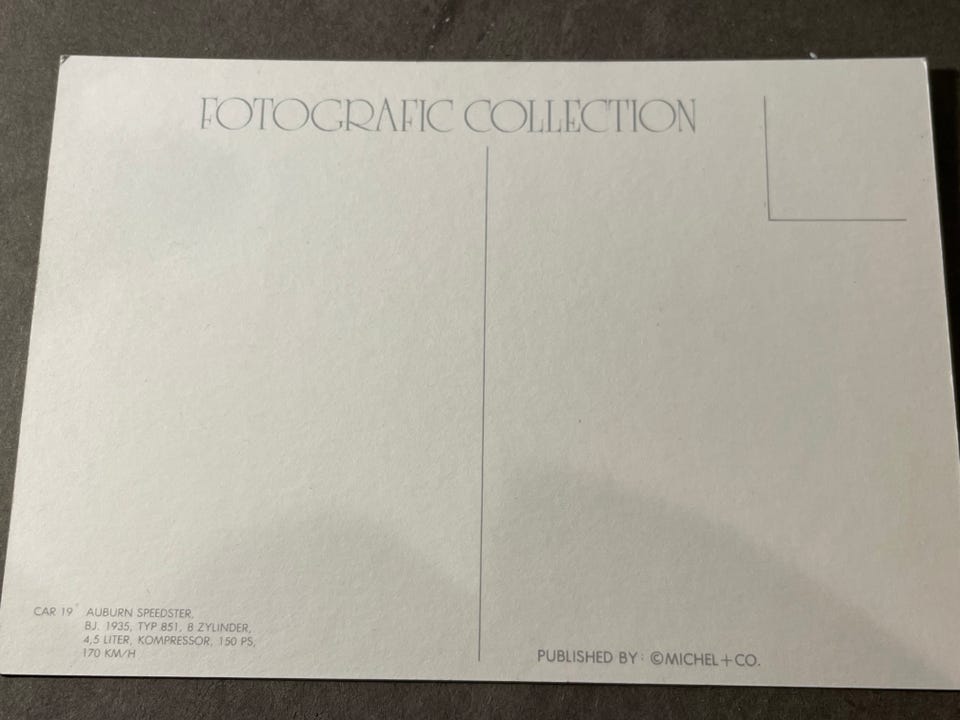 FOTOGRAFIC COLLECTION
CAR 19 AUBURN SPEEDSTER,
BJ. 1935, TYP 851, 8 ZYLINDER,
4,5 LITER, KOMPRESSOR, 150 PS,
170 KM/H
PUBLISHED BY: ©MICHEL+CO.